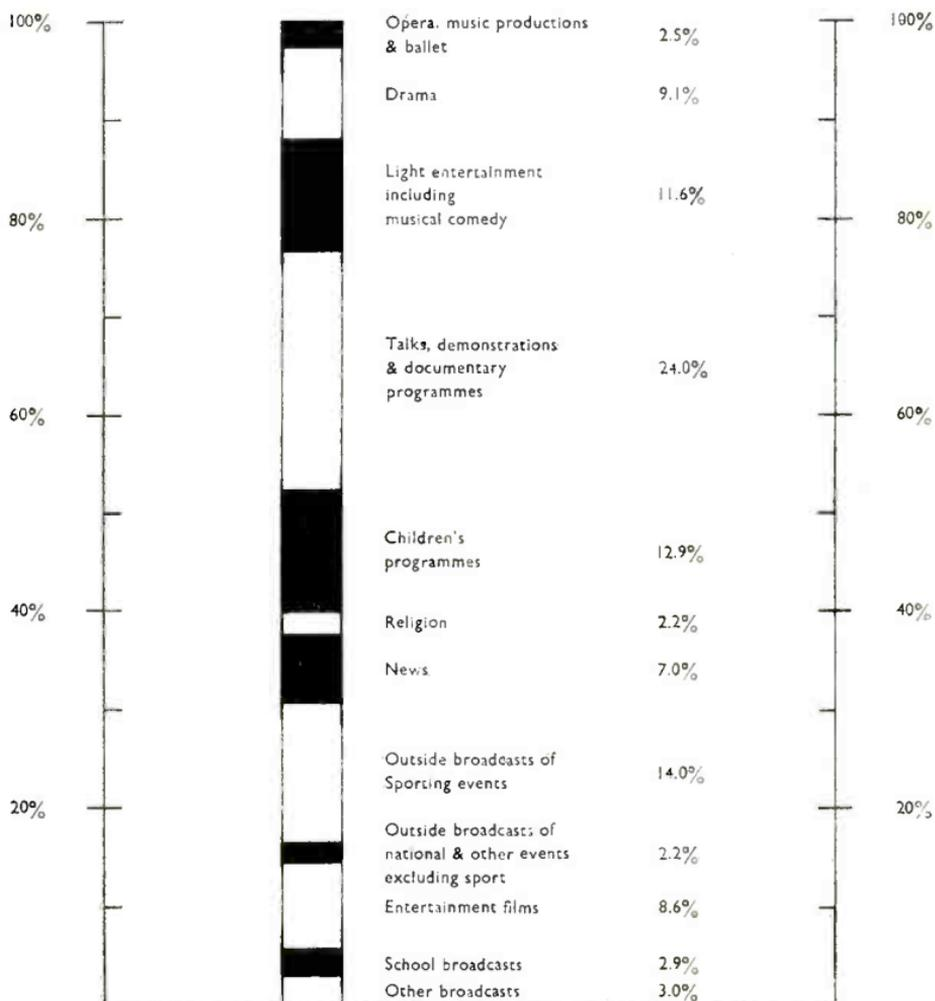 100%
Opera, music productions
& ballet
2.5%
100%
Drama
9.1%
Light entertainment
including
musical comedy
11.6%
80%
80%
Talks, demonstrations
& documentary
programmes
24.0%
60%
60%
Children's
programmes
12.9%
40%
Religion
2.2%
40%
News
7.0%
Outside broadcasts of
Sporting events
14.0%
20%
20%
Outside broadcasts of
national & other events
excluding sport
2.2%
Entertainment films
8.6%
School broadcasts
2.9%
Other broadcasts
3.0%